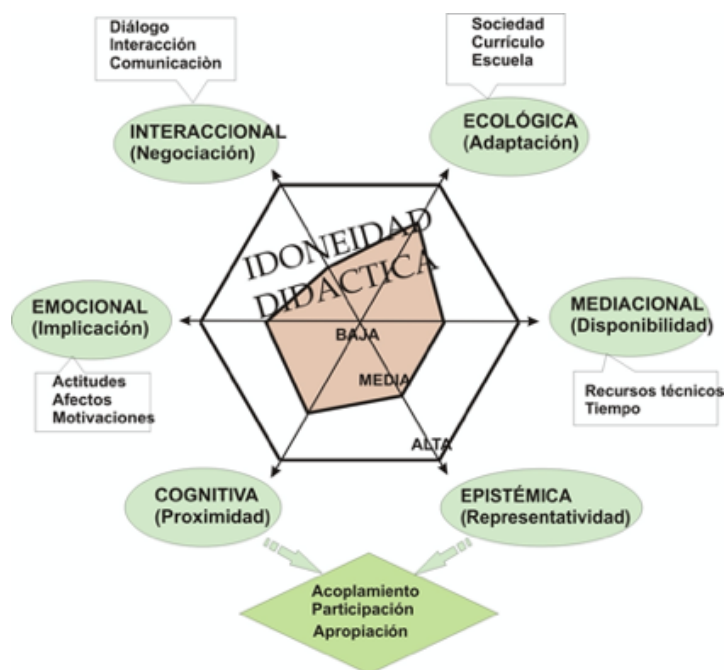 Diálogo
Interacción
Comunicaciòn
Sociedad
Currículo
Escuela
INTERACCIONAL
(Negociación)
ECOLÓGICA
(Adaptación)
IDONEIDAD
DIDACTICA
EMOCIONAL
(Implicación)
MEDIACIONAL
(Disponibilidad)
BAJA
MEDIA
ALTA
Actitudes
Afectos
Motivaciones
Recursos técnicos
Tiempo
COGNITIVA
(Proximidad)
EPISTÉMICA
(Representatividad)
Acoplamiento
Participación
Apropiación